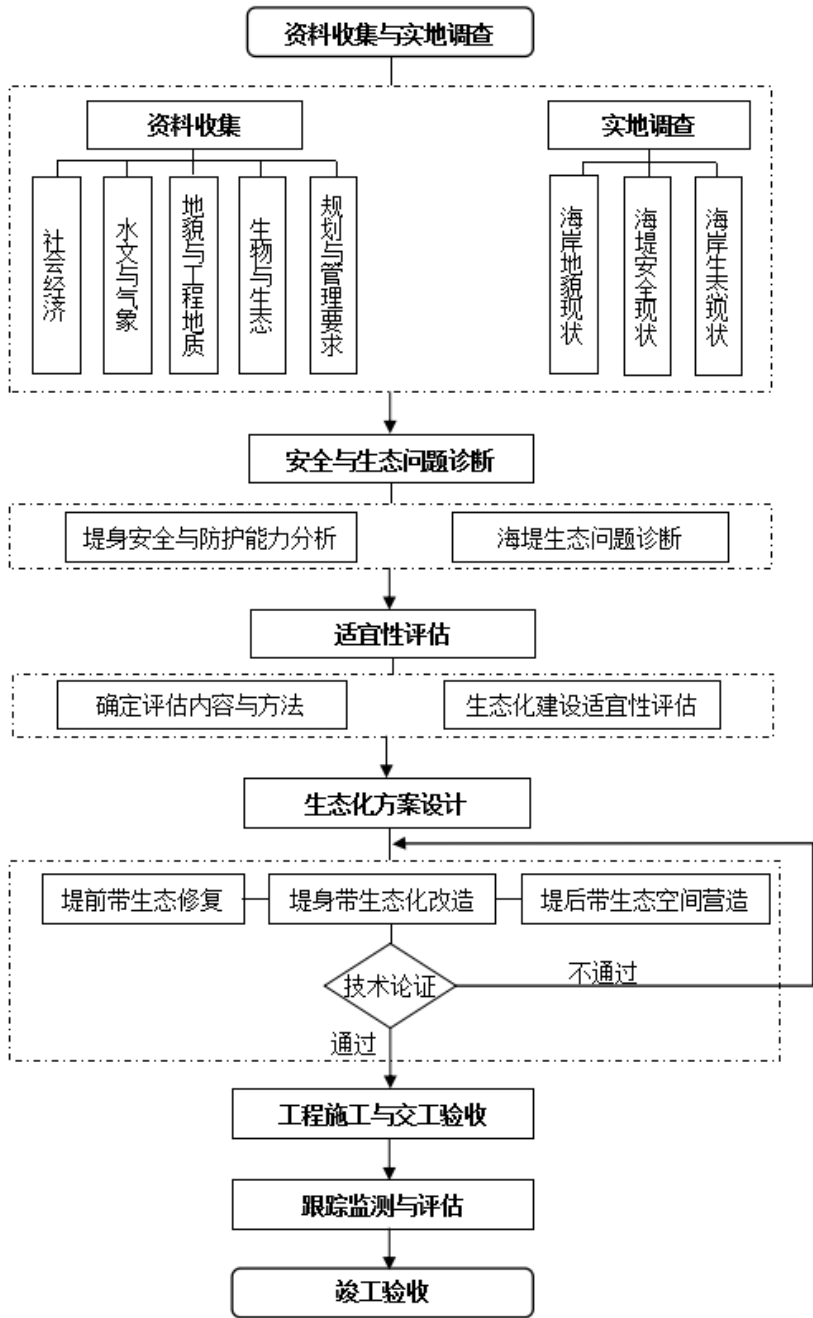 资料收集与实地调查
资料收集
实地调查
社会经济
水文与气象
地貌与工程地质
生物与生态
规划与管理要求
海岸地貌现状
海堤安全现状
海岸生态现状
安全与生态问题诊断
堤身安全与防护能力分析
海堤生态问题诊断
适宜性评估
确定评估内容与方法
生态化建设适宜性评估
生态化方案设计
堤前带生态修复
堤身带生态化改造
堤后带生态空间营造
技术论证
不通过
通过
工程施工与交工验收
跟踪监测与评估
竣工验收